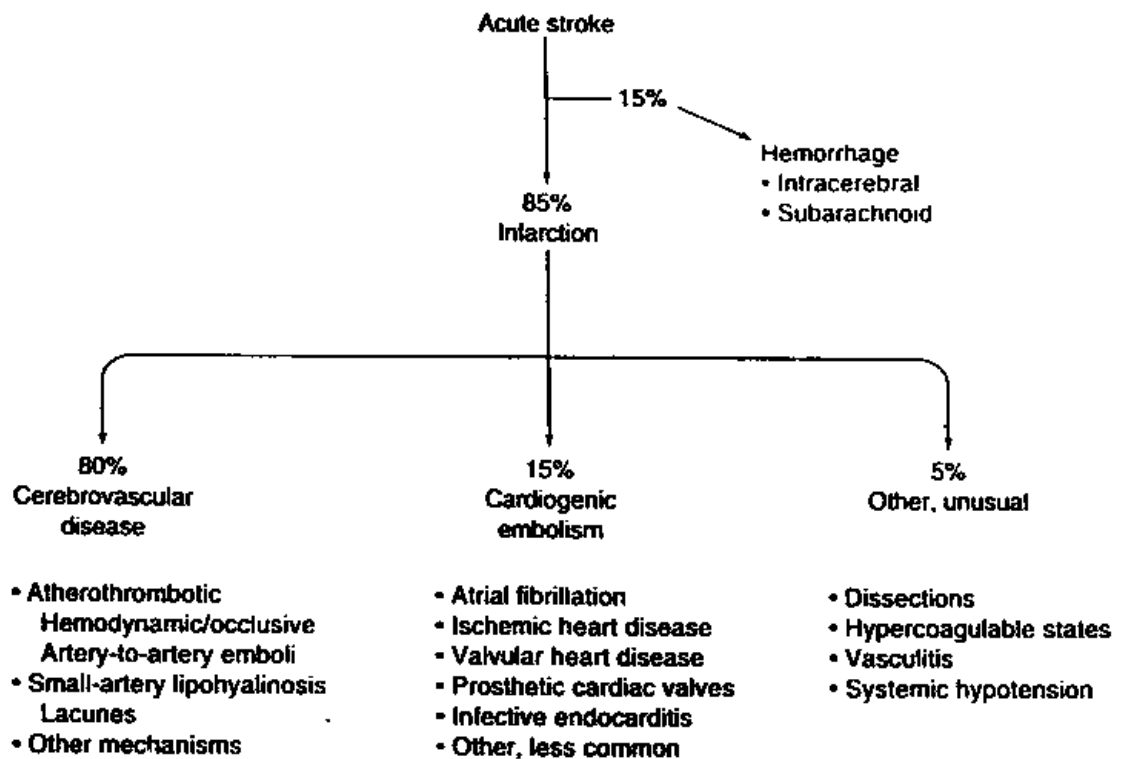 Acute stroke
15%
Hemorrhage
• Intracerebral
• Subarachnoid
85%
Infarction
80%
Cerebrovascular
disease
• Atherothrombotic
Hemodynamic/occlusive
Artery-to-artery emboli
• Small-artery lipohyalinosis
Lacunes
• Other mechanisms
15%
Cardiogenic
embolism
• Atrial fibrillation
• Ischemic heart disease
• Valvular heart disease
• Prosthetic cardiac valves
• Infective endocarditis
• Other, less common
5%
Other, unusual
• Dissections
• Hypercoagulable states
• Vasculitis
• Systemic hypotension